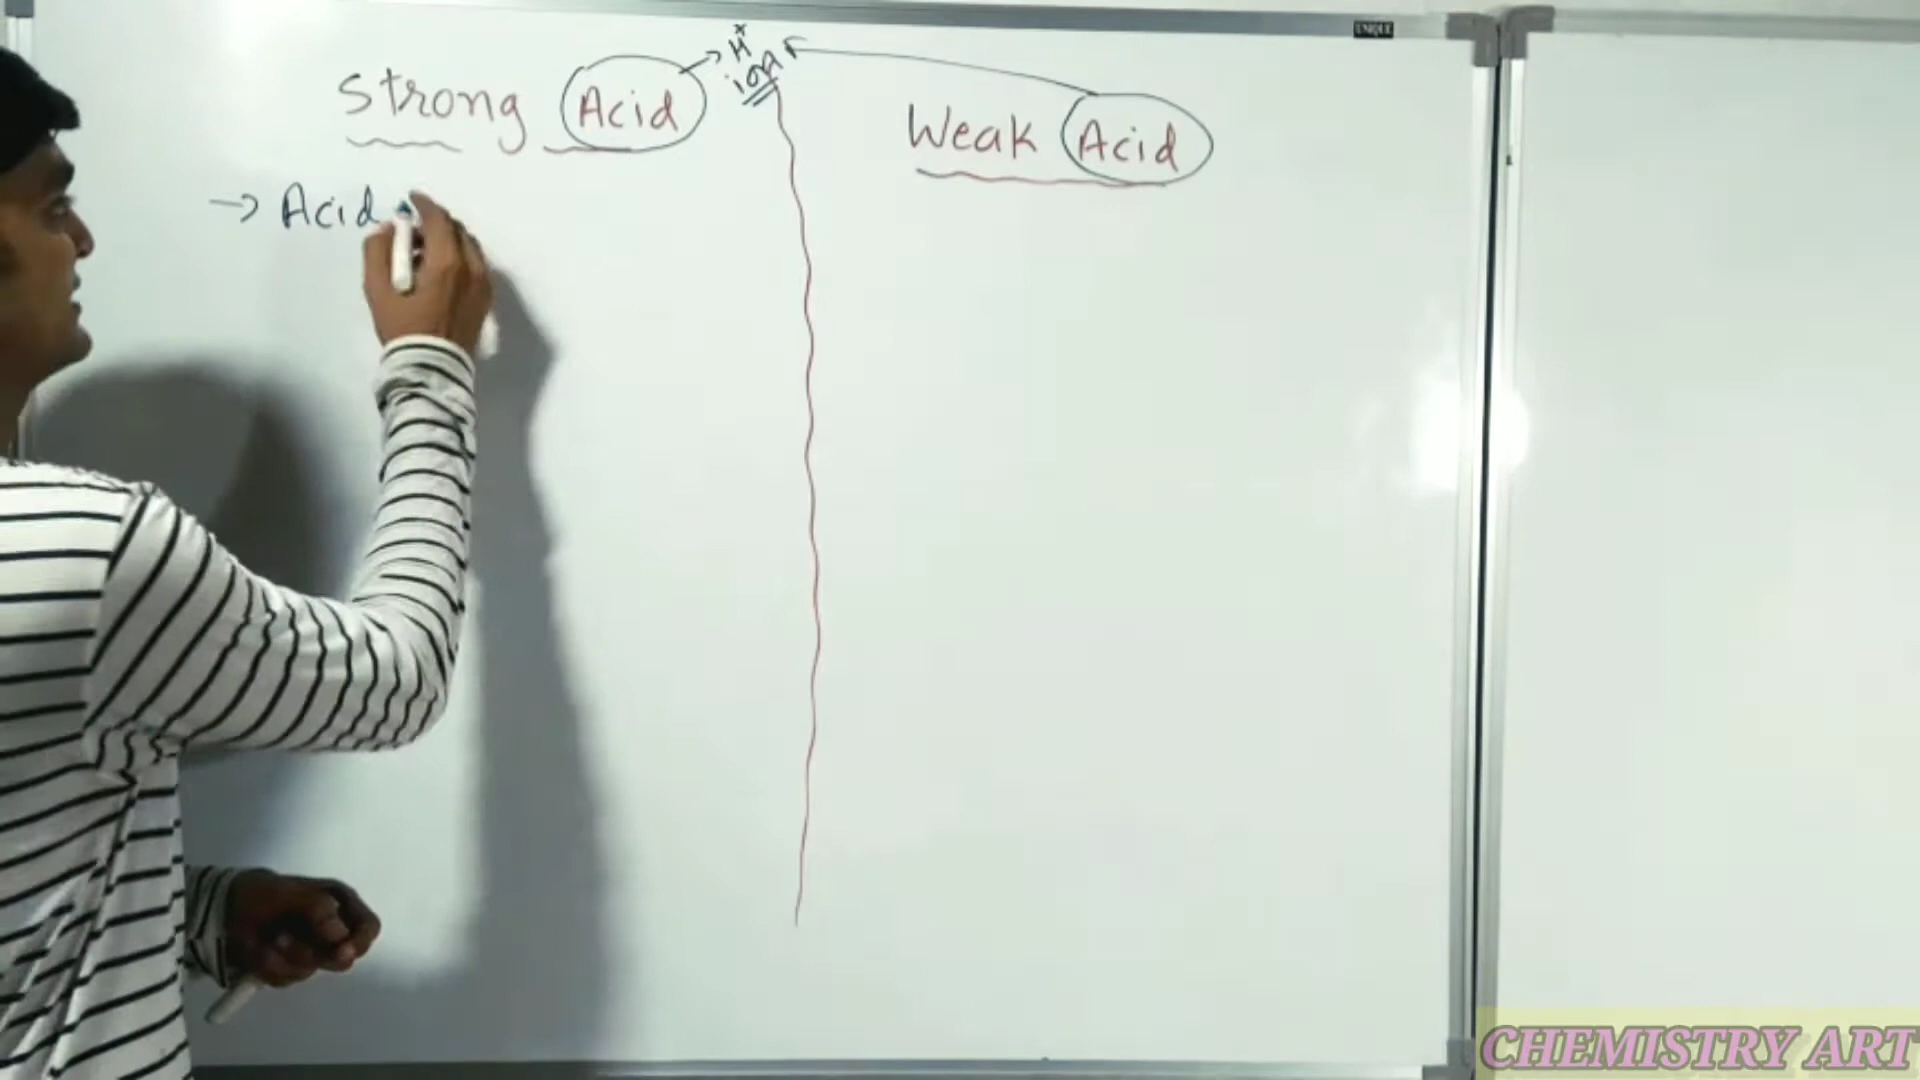 UNIQUE
H+
ion
Strong Acid
Weak Acid
→ Acid
CHEMISTRY ART